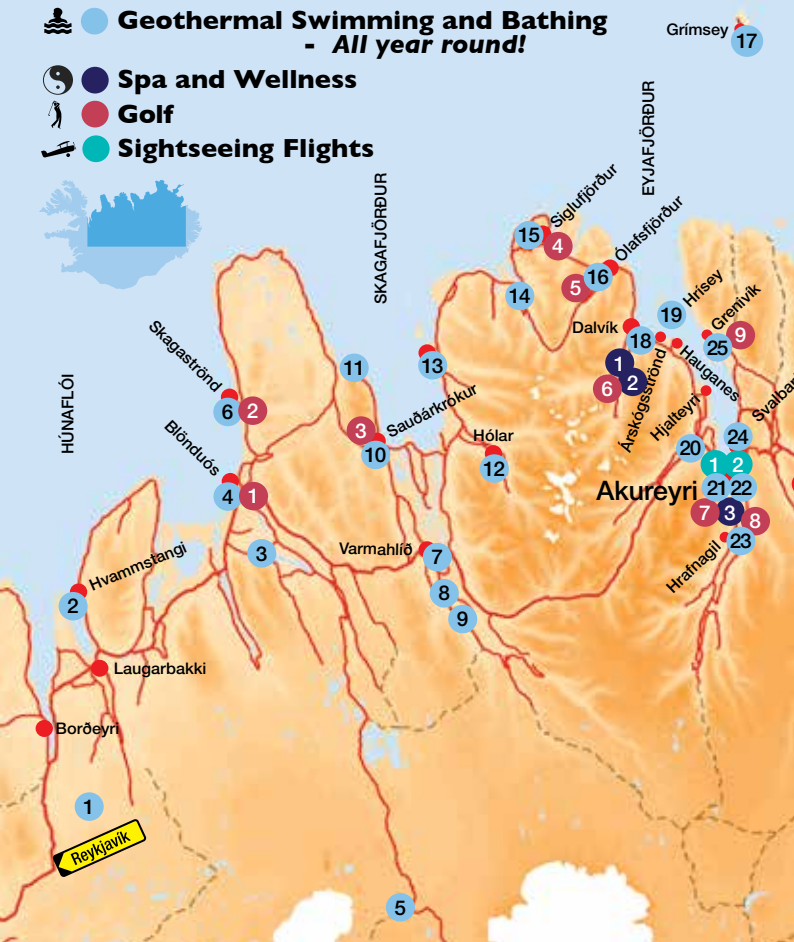 Geothermal Swimming and Bathing
- All year round!
Spa and Wellness
Golf
Sightseeing Flights
Grímsey
17
EYJAFJÖRÐUR
SKAGAFJÖRÐUR
HÚNAFLÓI
Siglufjörður
15
4
Ólafsfjörður
16
5
14
Hrísey
19
Grenivík
9
25
Dalvík
18
Hauganes
1
2
6
Árskógsströnd
Hjalteyri
Svalbar
13
11
Skagaströnd
6
2
3
Sauðárkrókur
10
Hólar
12
Blönduós
4
1
20
24
1
2
Akureyri
21
22
7
3
8
23
Hrafnagil
3
Varmahlíð
7
8
9
Hvammstangi
2
Laugarbakki
Borðeyri
1
Reykjavík
5